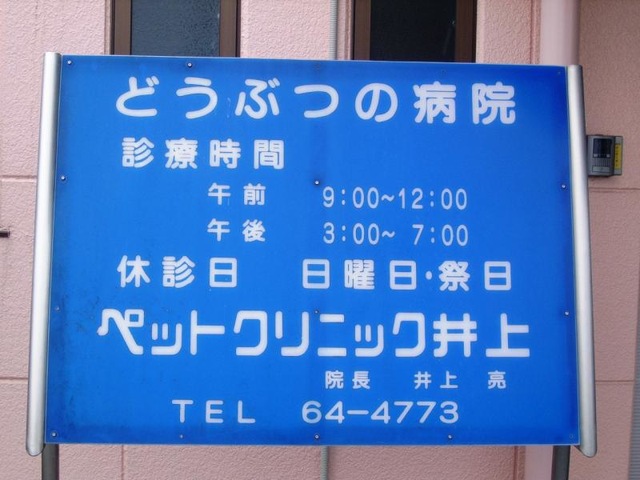 どうぶつの病院
診療時間
午前 9:00~12:00
午後 3:00~ 7:00
休診日 日曜日・祭日
ペットクリニック井上
院長 井上 亮
TEL 64-4773